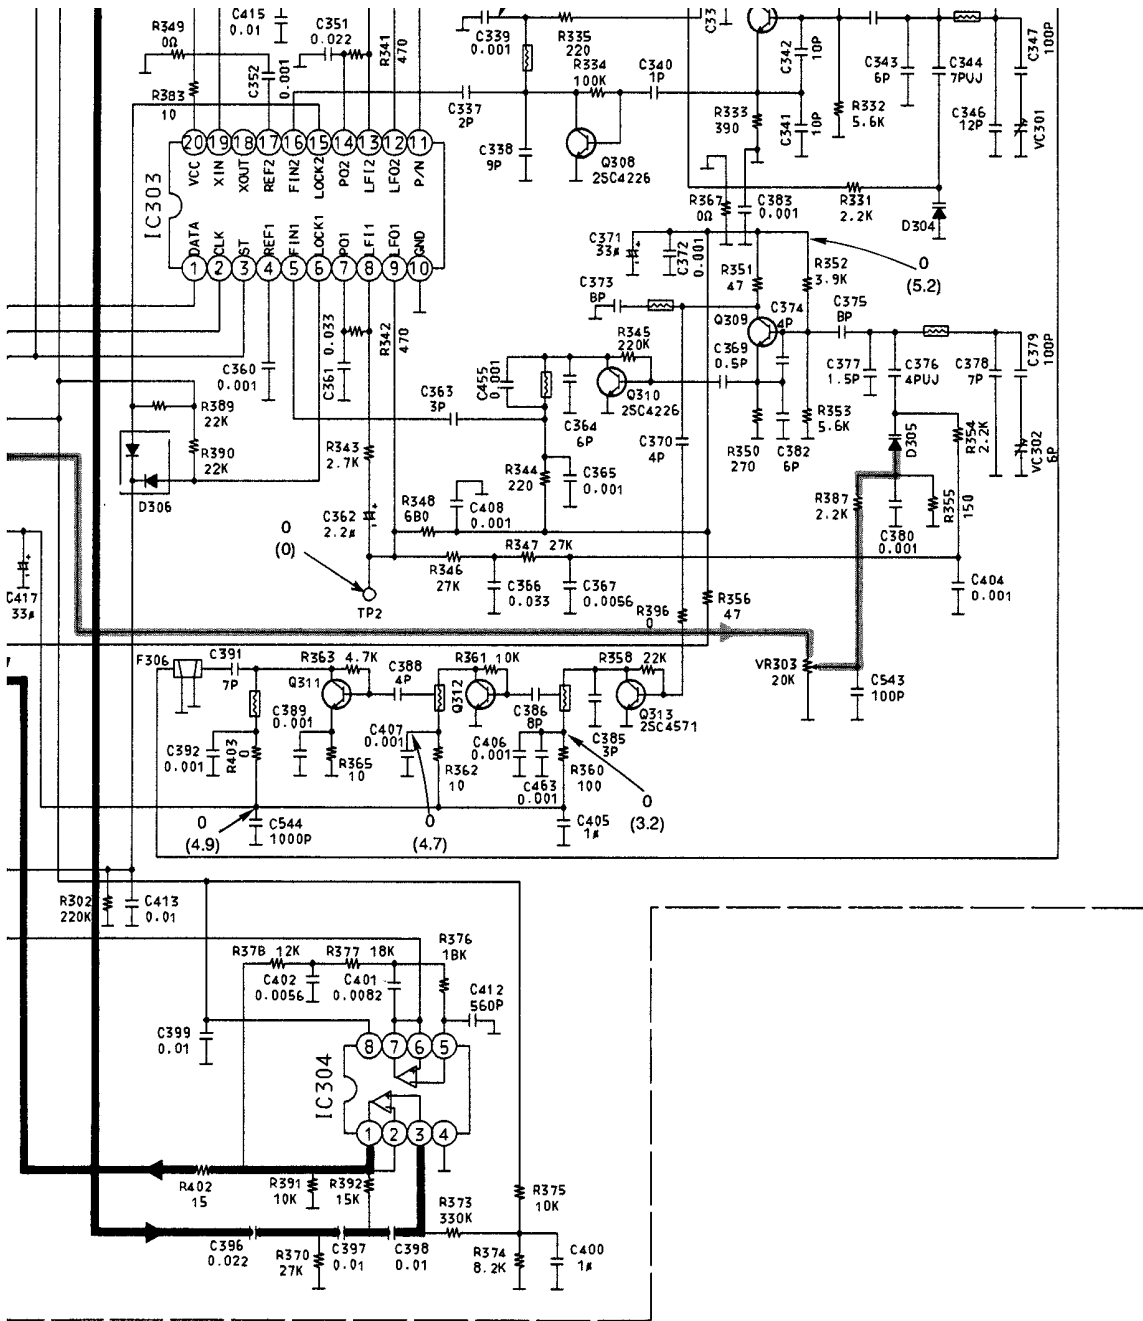 C415
0.01
R349
0Ω
C351
0.022
R341
470
C352
0.001
R383
10
C339
0.001
R335
220
R334
100K
C340
1P
C337
2P
C338
9P
Q308
2SC4226
C342
10P
R333
390
C341
10P
R332
5.6K
C343
6P
C344
7PUJ
C347
100P
C346
12P
VC301
IC303
20 19 18 17 16 15 14 13 12 11
VCC
XIN
XOUT
REF2
FIN2
LOCK2
PO2
LFI2
LFO2
P/N
DATA
CLK
ST
REF1
FIN1
LOCK1
PO1
LFI1
LFO1
GND
1 2 3 4 5 6 7 8 9 10
R367
0Ω
C383
0.001
R331
2.2K
D304
C371
33µ
C372
0.001
R351
47
R352
3.9K
0
(5.2)
C373
8P
Q309
C374
4P
C375
8P
C369
0.5P
C377
1.5P
C376
4PUJ
C378
7P
C379
100P
R345
220K
C455
0.001
Q310
2SC4226
C360
0.001
C361
0.033
R342
470
C363
3P
C364
6P
C370
4P
R350
270
C382
6P
R353
5.6K
D305
R354
2.2K
VC302
6P
R389
22K
R390
22K
D306
R343
2.7K
R344
220
C365
0.001
R387
2.2K
C380
0.001
R355
150
C362
2.2µ
R348
680
C408
0.001
0
(0)
R347
27K
R346
27K
C366
0.033
C367
0.0056
TP2
C417
33µ
R396
0
R356
47
C404
0.001
VR303
20K
C543
100P
F306
C391
7P
R363 4.7K
Q311
C388
4P
R361 10K
Q312
R358 22K
C386
8P
Q313
2SC4571
C385
3P
C389
0.001
C392
0.001
R403
0
R365
10
C407
0.001
R362
10
C406
0.001
C463
0.001
R360
100
0
(3.2)
0
(4.9)
C544
1000P
0
(4.7)
C405
1µ
R302
220K
C413
0.01
R378 12K
R377 18K
R376
18K
C402
0.0056
C401
0.0082
C412
560P
C399
0.01
IC304
8 7 6 5
1 2 3 4
R402
15
R391
10K
R392
15K
R373
330K
R375
10K
C396
0.022
R370
27K
C397
0.01
C398
0.01
R374
8.2K
C400
1µ